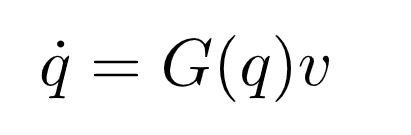 q̇ = G(q)v